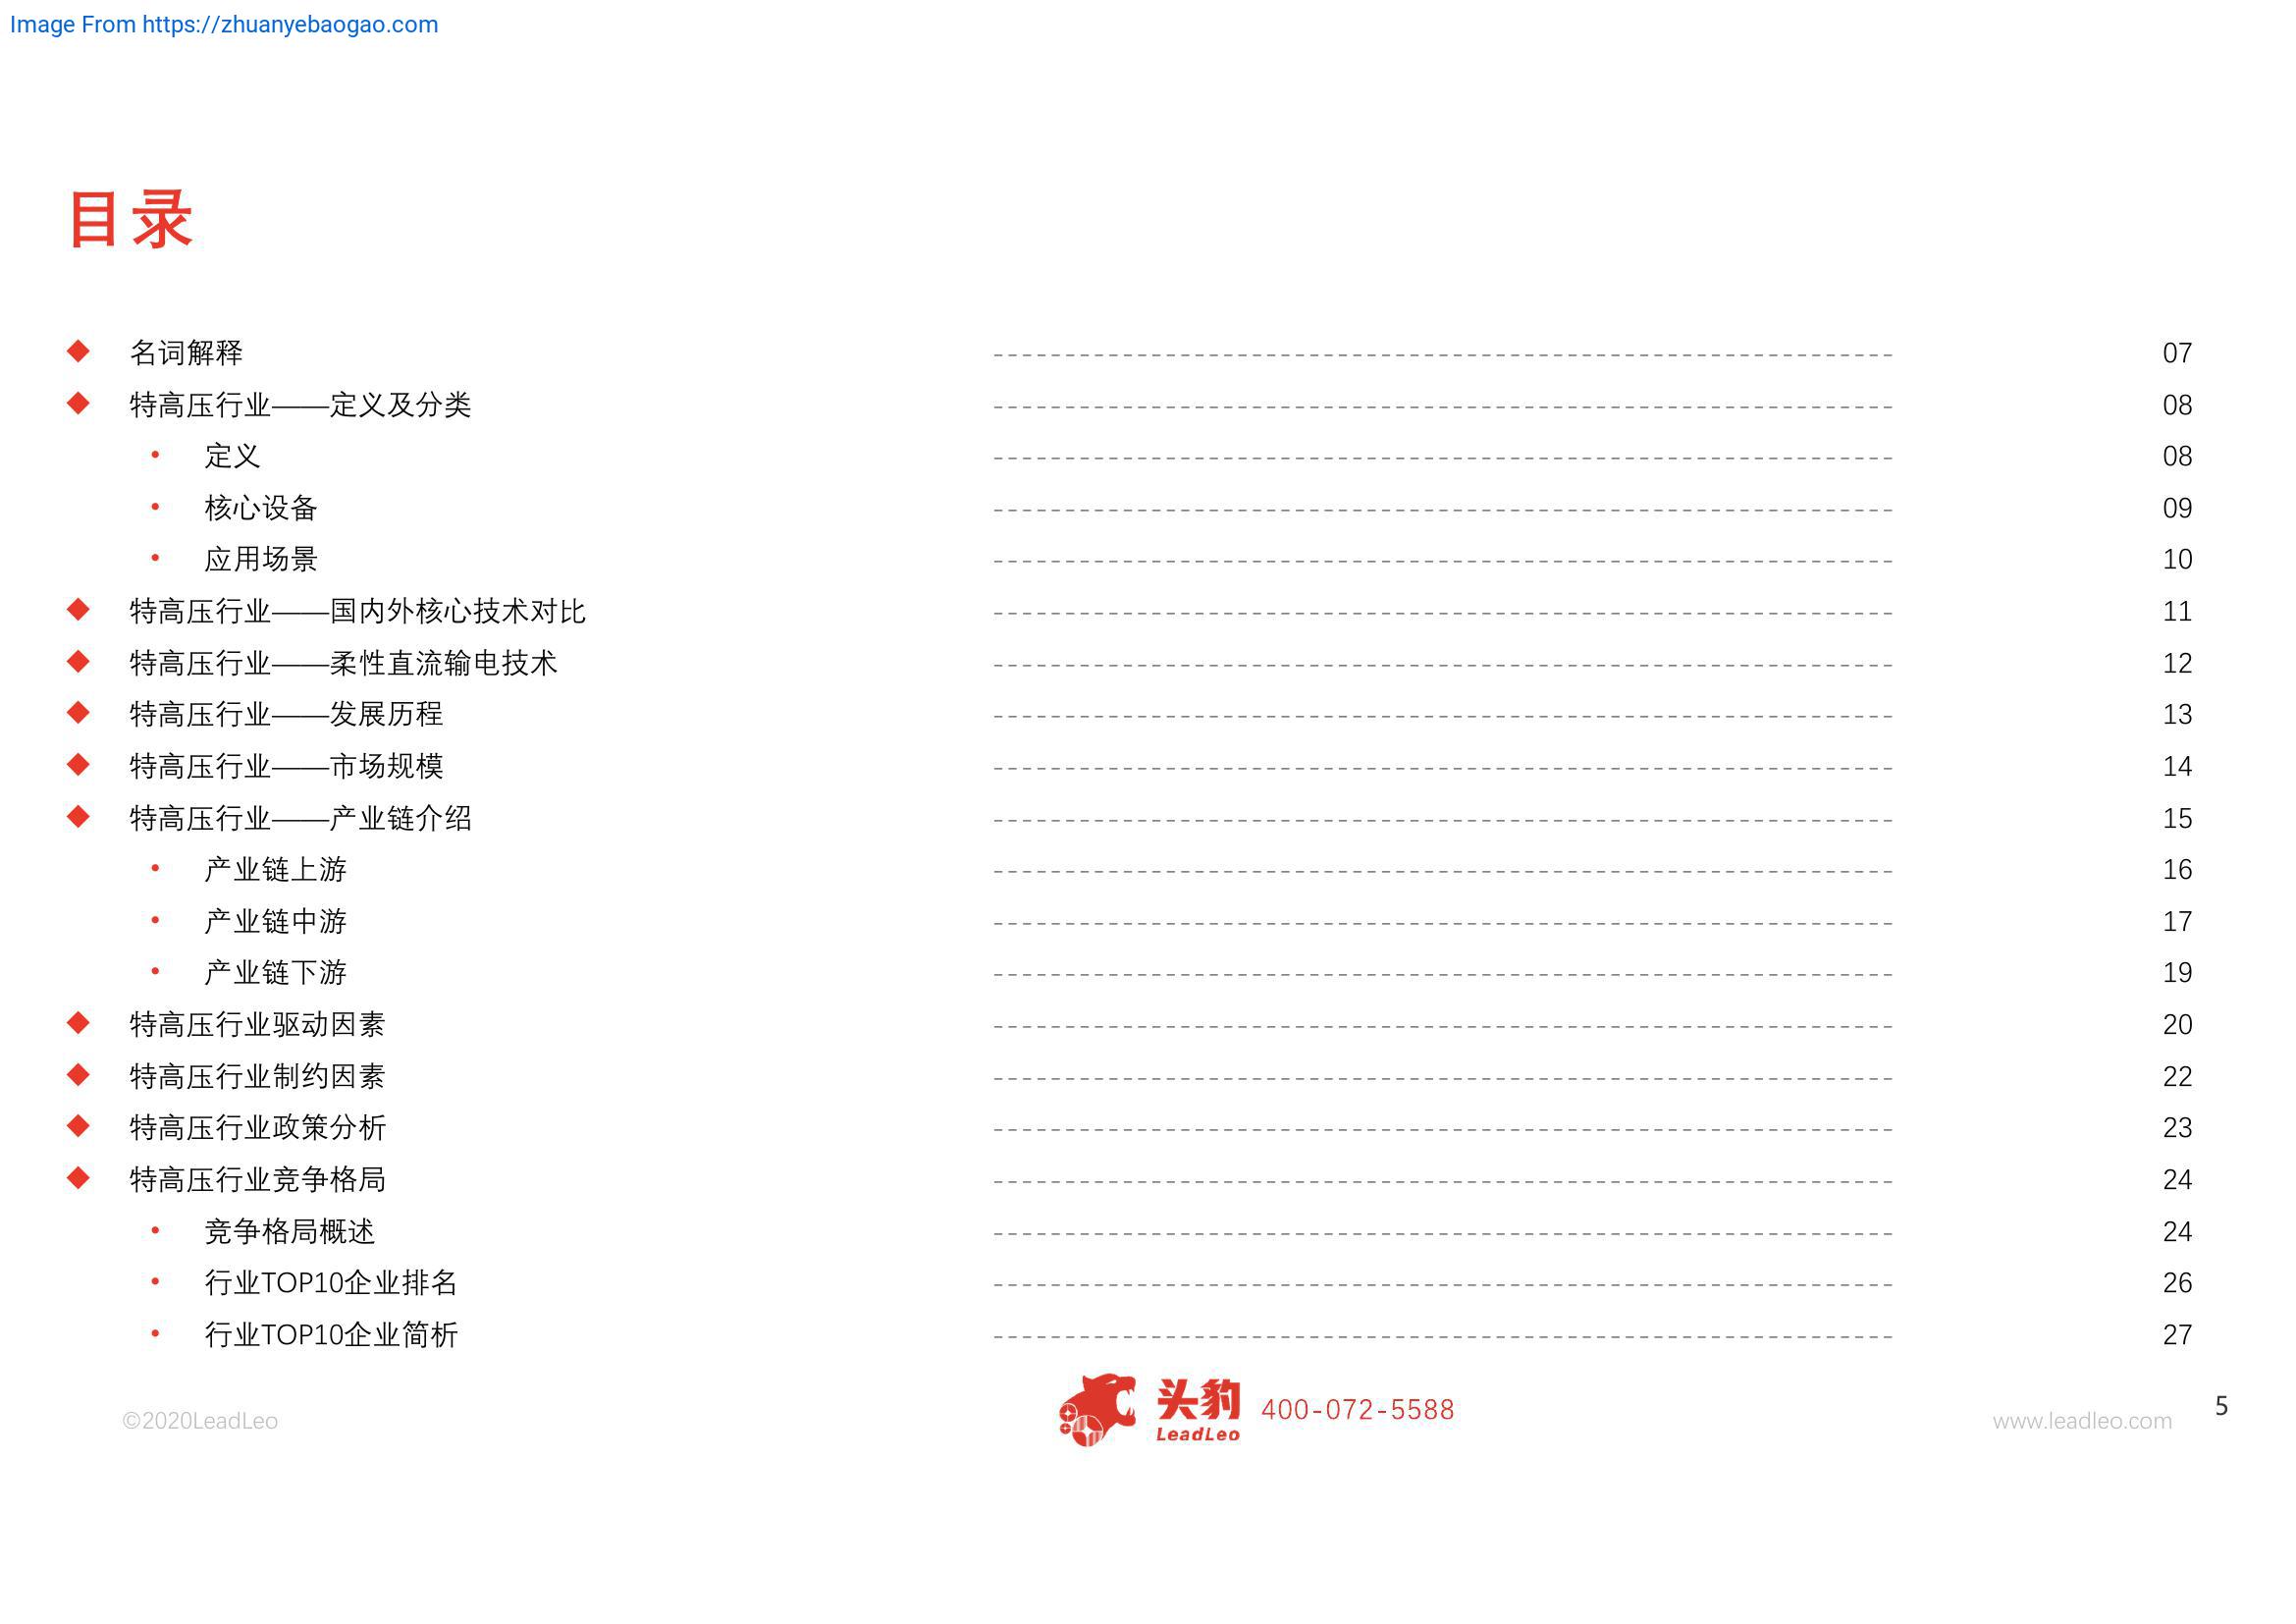 Image From https://zhuanyebaogao.com
目录
名词解释 07
特高压行业——定义及分类 08
定义 08
核心设备 09
应用场景 10
特高压行业——国内外核心技术对比 11
特高压行业——柔性直流输电技术 12
特高压行业——发展历程 13
特高压行业——市场规模 14
特高压行业——产业链介绍 15
产业链上游 16
产业链中游 17
产业链下游 19
特高压行业驱动因素 20
特高压行业制约因素 22
特高压行业政策分析 23
特高压行业竞争格局 24
竞争格局概述 24
行业TOP10企业排名 26
行业TOP10企业简析 27
©2020LeadLeo
头豹
LeadLeo
400-072-5588
www.leadleo.com
5